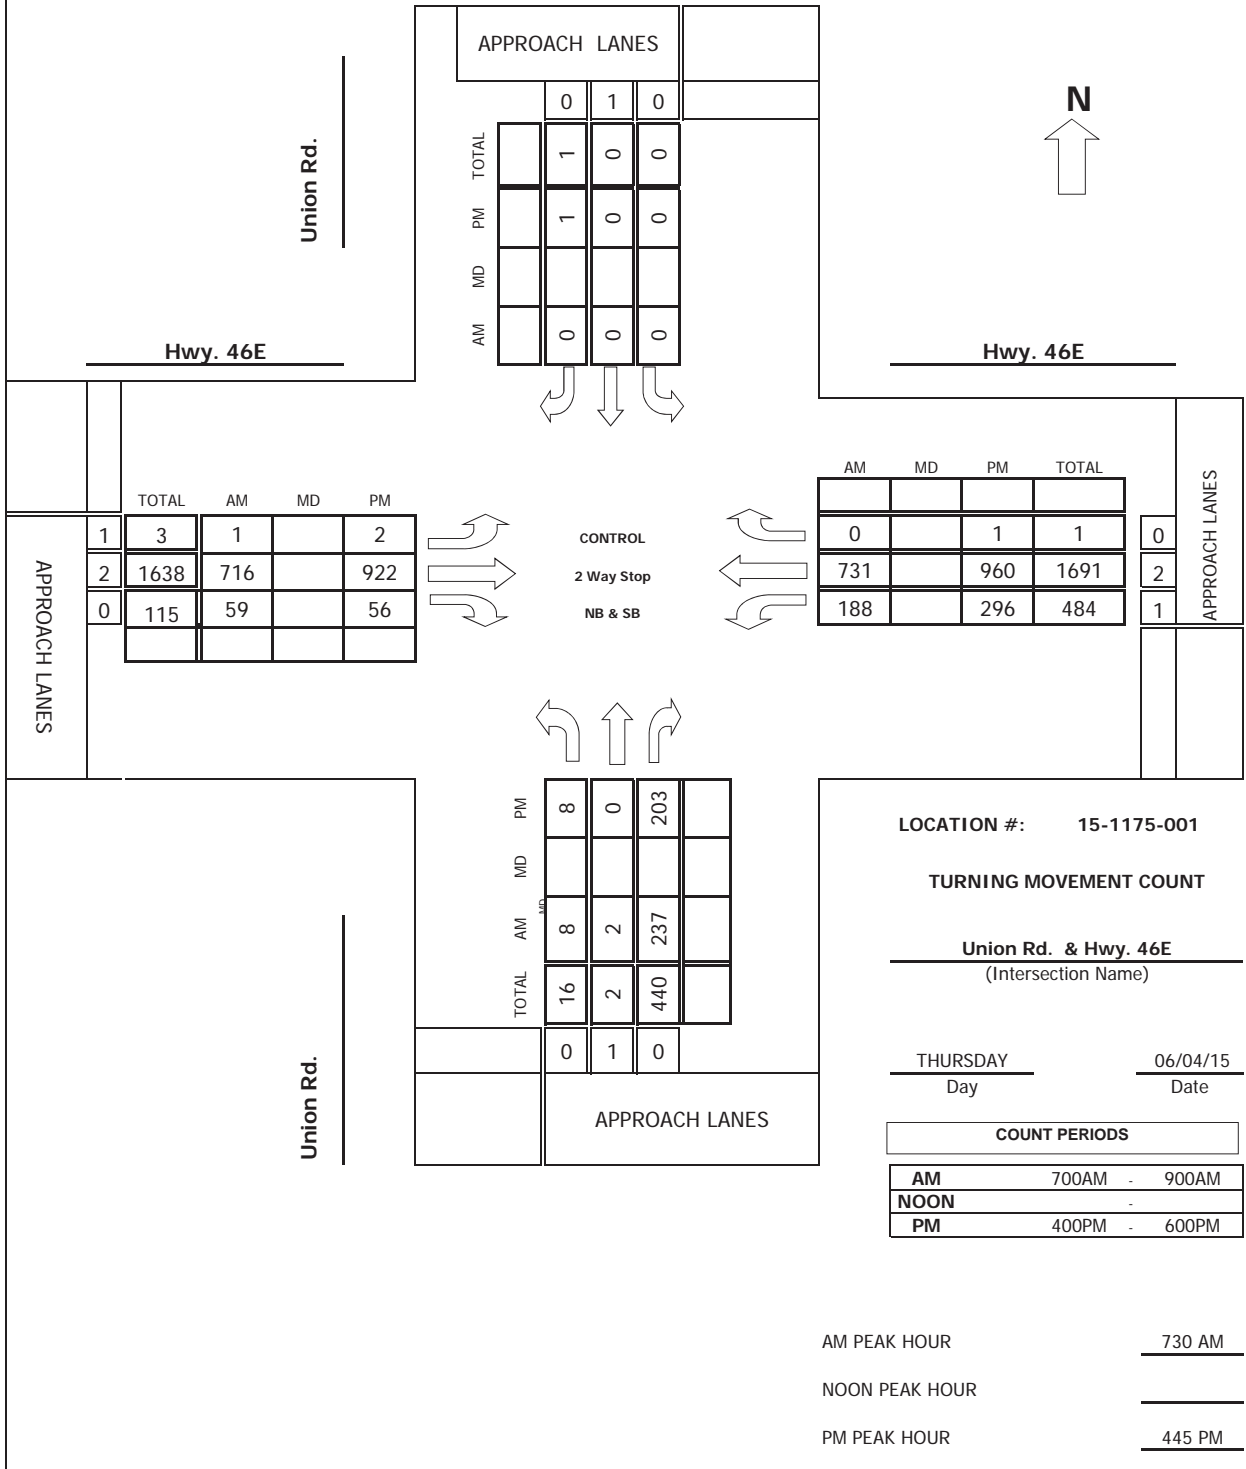 APPROACH LANES
0 1 0
N
Union Rd.
TOTAL 1 0 0
PM 1 0 0
MD
AM 0 0 0
Hwy. 46E
Hwy. 46E
AM MD PM TOTAL
TOTAL AM MD PM
1 3 1 2
CONTROL
0 1 1 0
2 1638 716 922
2 Way Stop
731 960 1691 2
0 115 59 56
NB & SB
188 296 484 1
APPROACH LANES
APPROACH LANES
PM 8 0 203
MD
MD
AM 8 2 237
TOTAL 16 2 440
0 1 0
APPROACH LANES
Union Rd.
LOCATION #: 15-1175-001
TURNING MOVEMENT COUNT
Union Rd. & Hwy. 46E
(Intersection Name)
THURSDAY 06/04/15
Day Date
COUNT PERIODS
AM 700AM - 900AM
NOON -
PM 400PM - 600PM
AM PEAK HOUR 730 AM
NOON PEAK HOUR
PM PEAK HOUR 445 PM